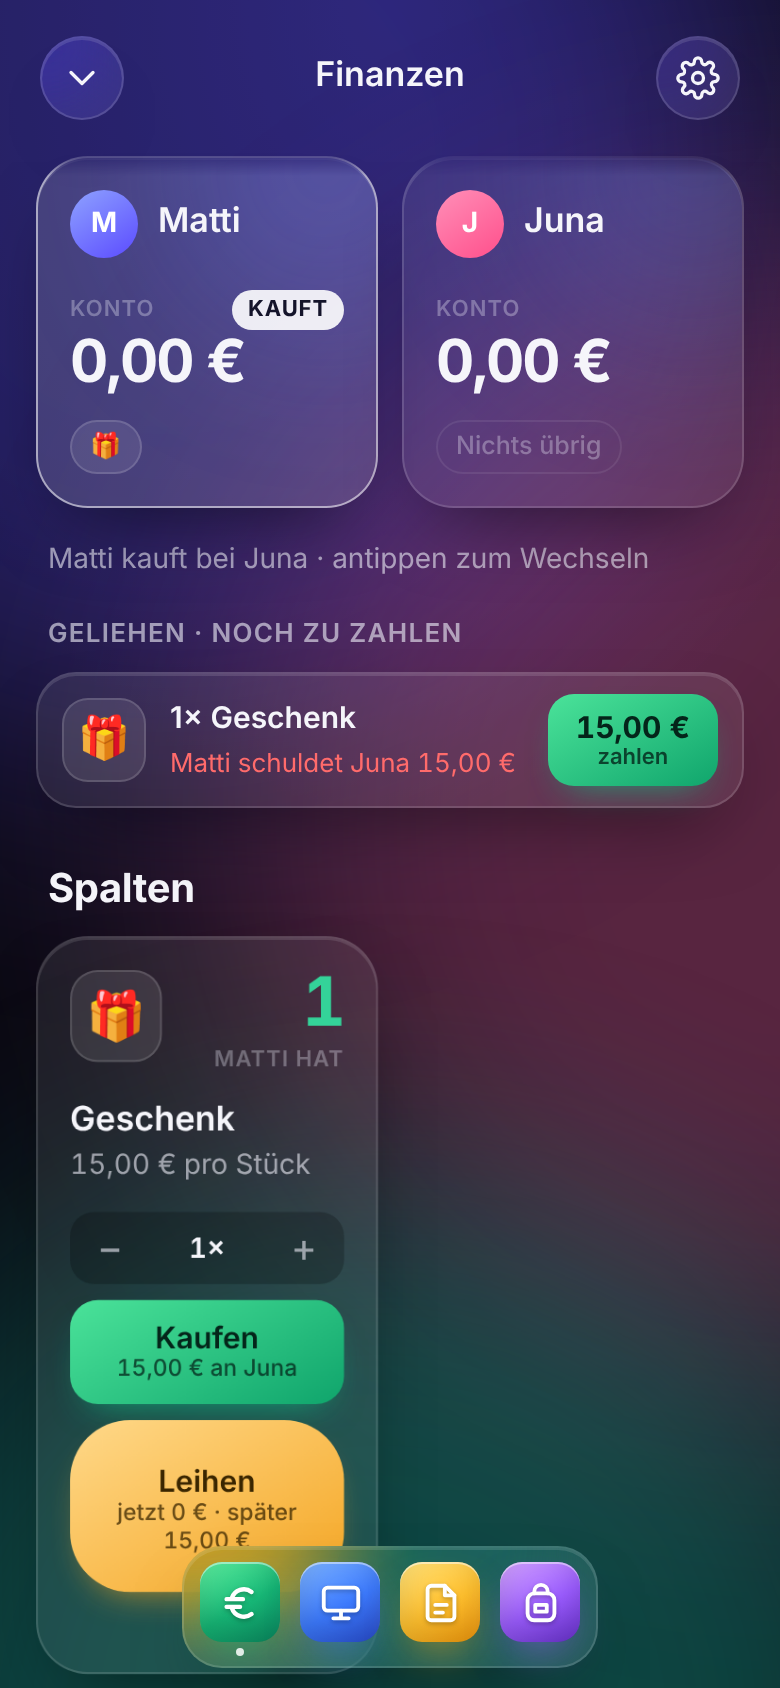 Finanzen
M Matti
KONTO KAUFT
0,00 €
J Juna
KONTO
0,00 €
Nichts übrig
Matti kauft bei Juna · antippen zum Wechseln
GELIEHEN · NOCH ZU ZAHLEN
1× Geschenk
Matti schuldet Juna 15,00 €
15,00 €
zahlen
Spalten
1
MATTI HAT
Geschenk
15,00 € pro Stück
− 1× +
Kaufen
15,00 € an Juna
Leihen
jetzt 0 € · später
15,00 €
€